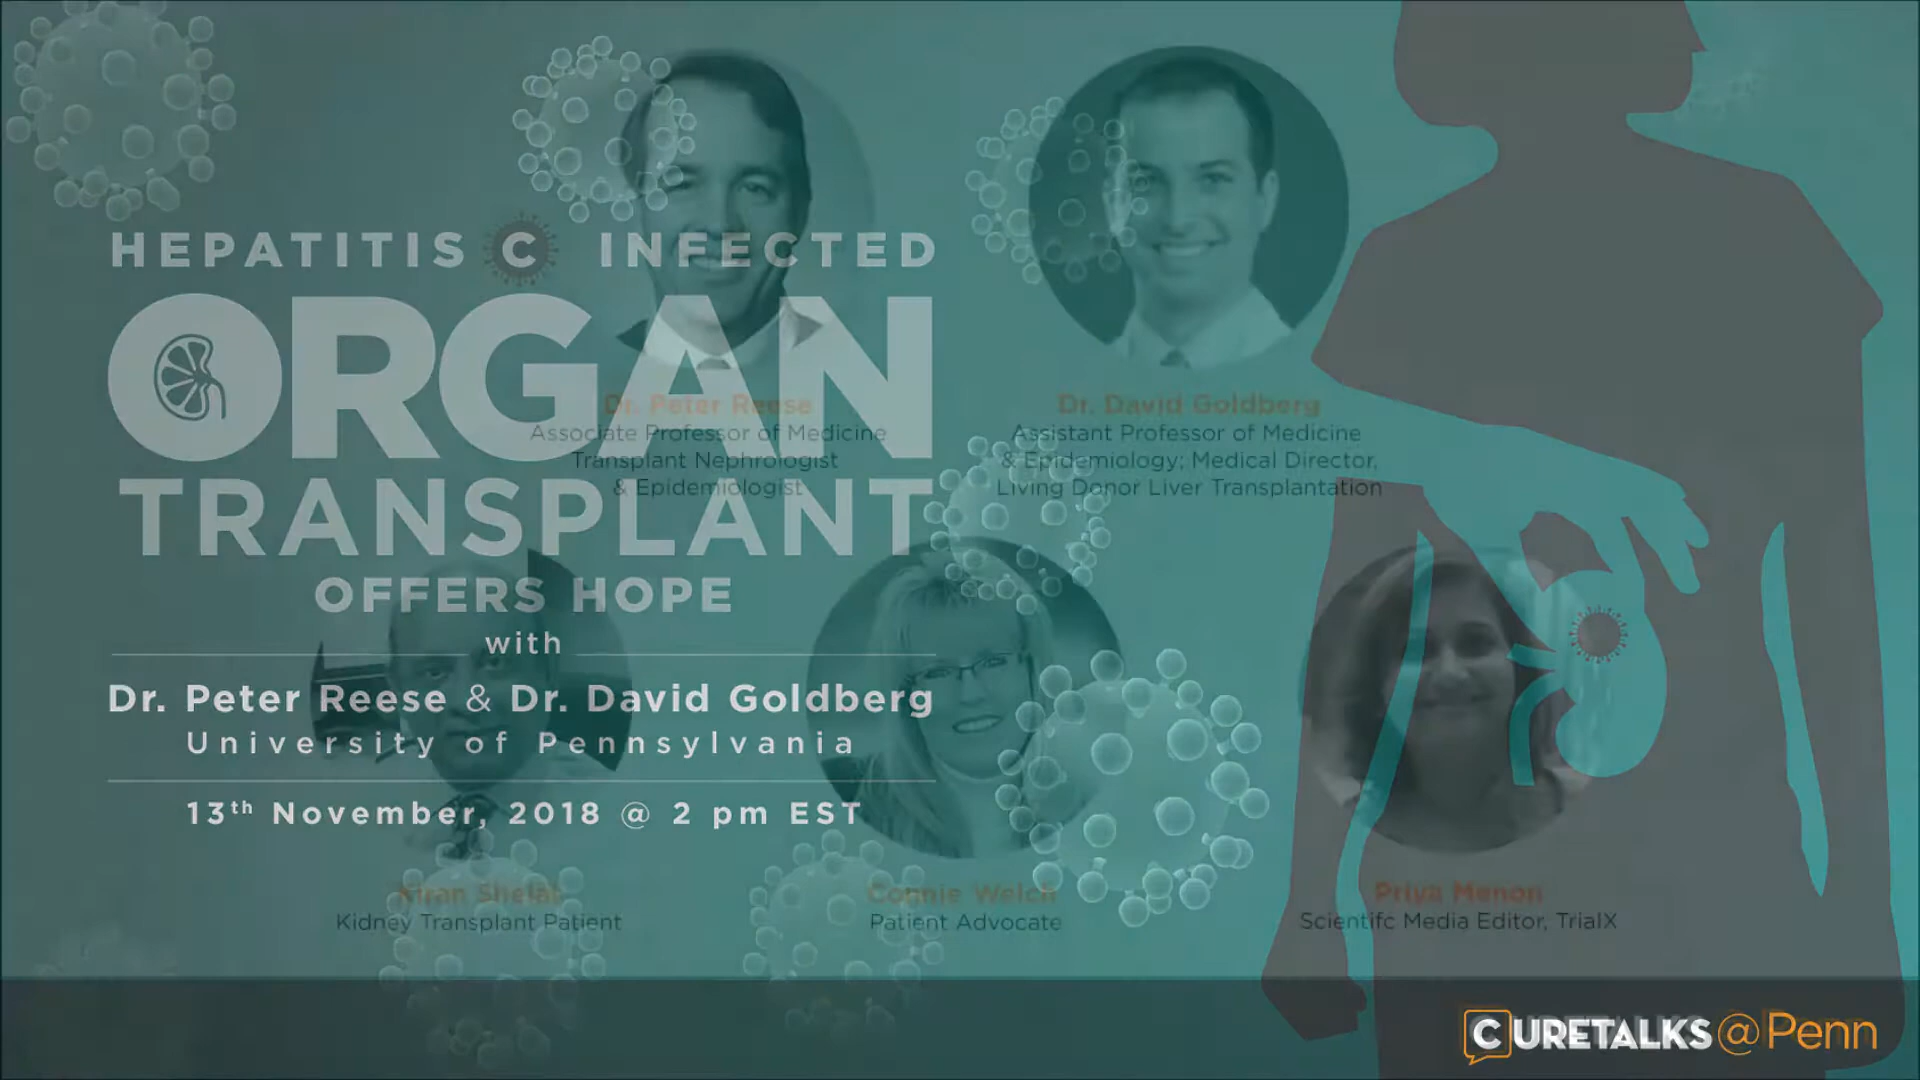 HEPATITIS C INFECTED
ORGAN
TRANSPLANT
OFFERS HOPE
with
Dr. Peter Reese & Dr. David Goldberg
University of Pennsylvania
13th November, 2018 @ 2 pm EST
Dr. Peter Reese
Associate Professor of Medicine
Transplant Nephrologist
& Epidemiologist
Dr. David Goldberg
Assistant Professor of Medicine
& Epidemiology; Medical Director,
Living Donor Liver Transplantation
Kiran Shelat
Kidney Transplant Patient
Connie Welch
Patient Advocate
Priya Menon
Scientifc Media Editor, TrialX
CURETALKS@Penn